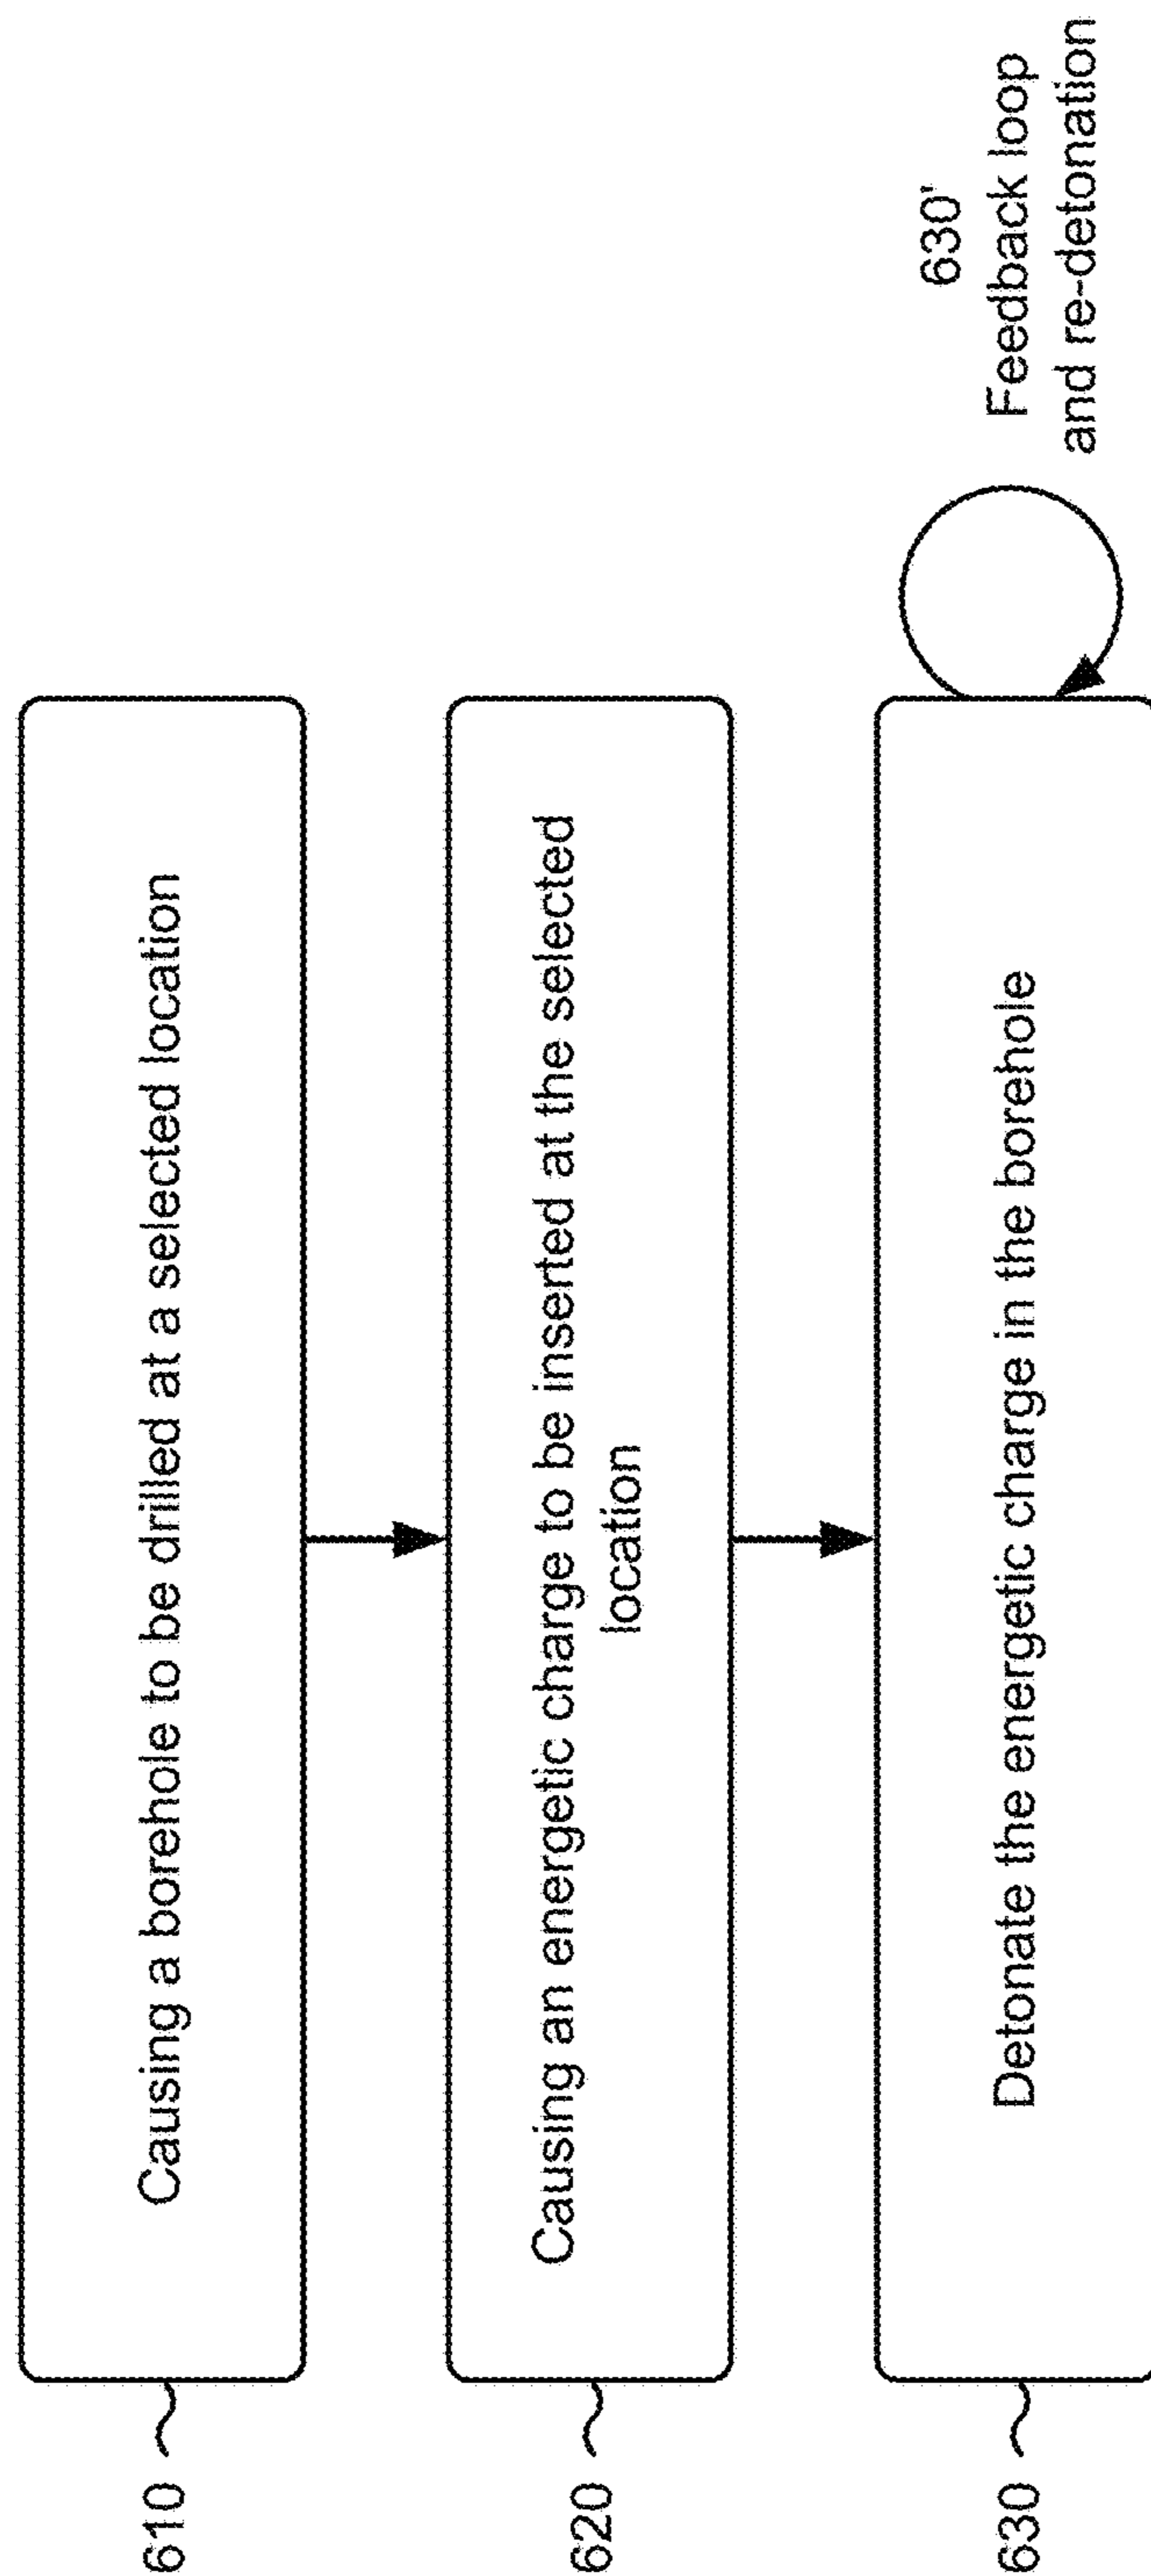 610
Causing a borehole to be drilled at a selected location
620
Causing an energetic charge to be inserted at the selected
location
630
Detonate the energetic charge in the borehole
630'
Feedback loop
and re-detonation